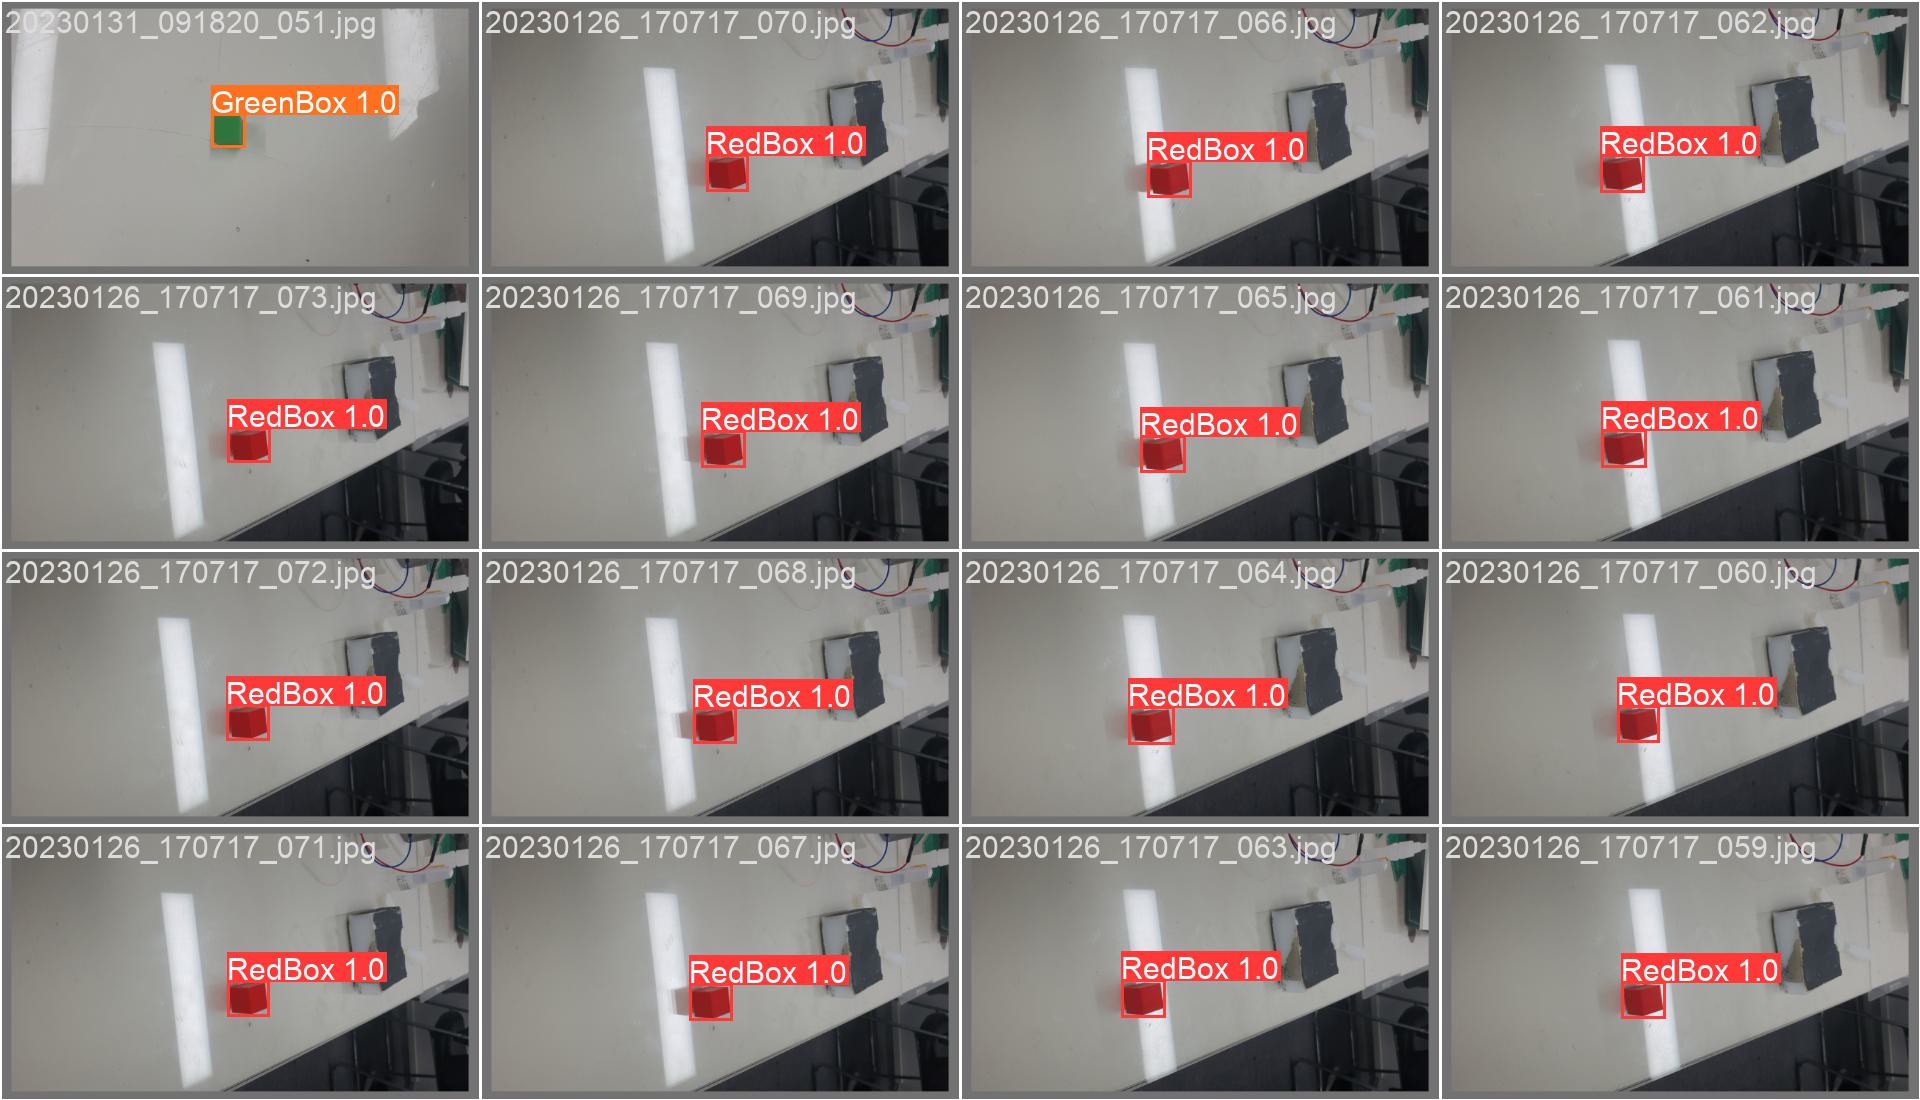 20230131_091820_051.jpg
GreenBox 1.0
20230126_170717_070.jpg
RedBox 1.0
20230126_170717_066.jpg
RedBox 1.0
20230126_170717_062.jpg
RedBox 1.0
20230126_170717_073.jpg
RedBox 1.0
20230126_170717_069.jpg
RedBox 1.0
20230126_170717_065.jpg
RedBox 1.0
20230126_170717_061.jpg
RedBox 1.0
20230126_170717_072.jpg
RedBox 1.0
20230126_170717_068.jpg
RedBox 1.0
20230126_170717_064.jpg
RedBox 1.0
20230126_170717_060.jpg
RedBox 1.0
20230126_170717_071.jpg
RedBox 1.0
20230126_170717_067.jpg
RedBox 1.0
20230126_170717_063.jpg
RedBox 1.0
20230126_170717_059.jpg
RedBox 1.0